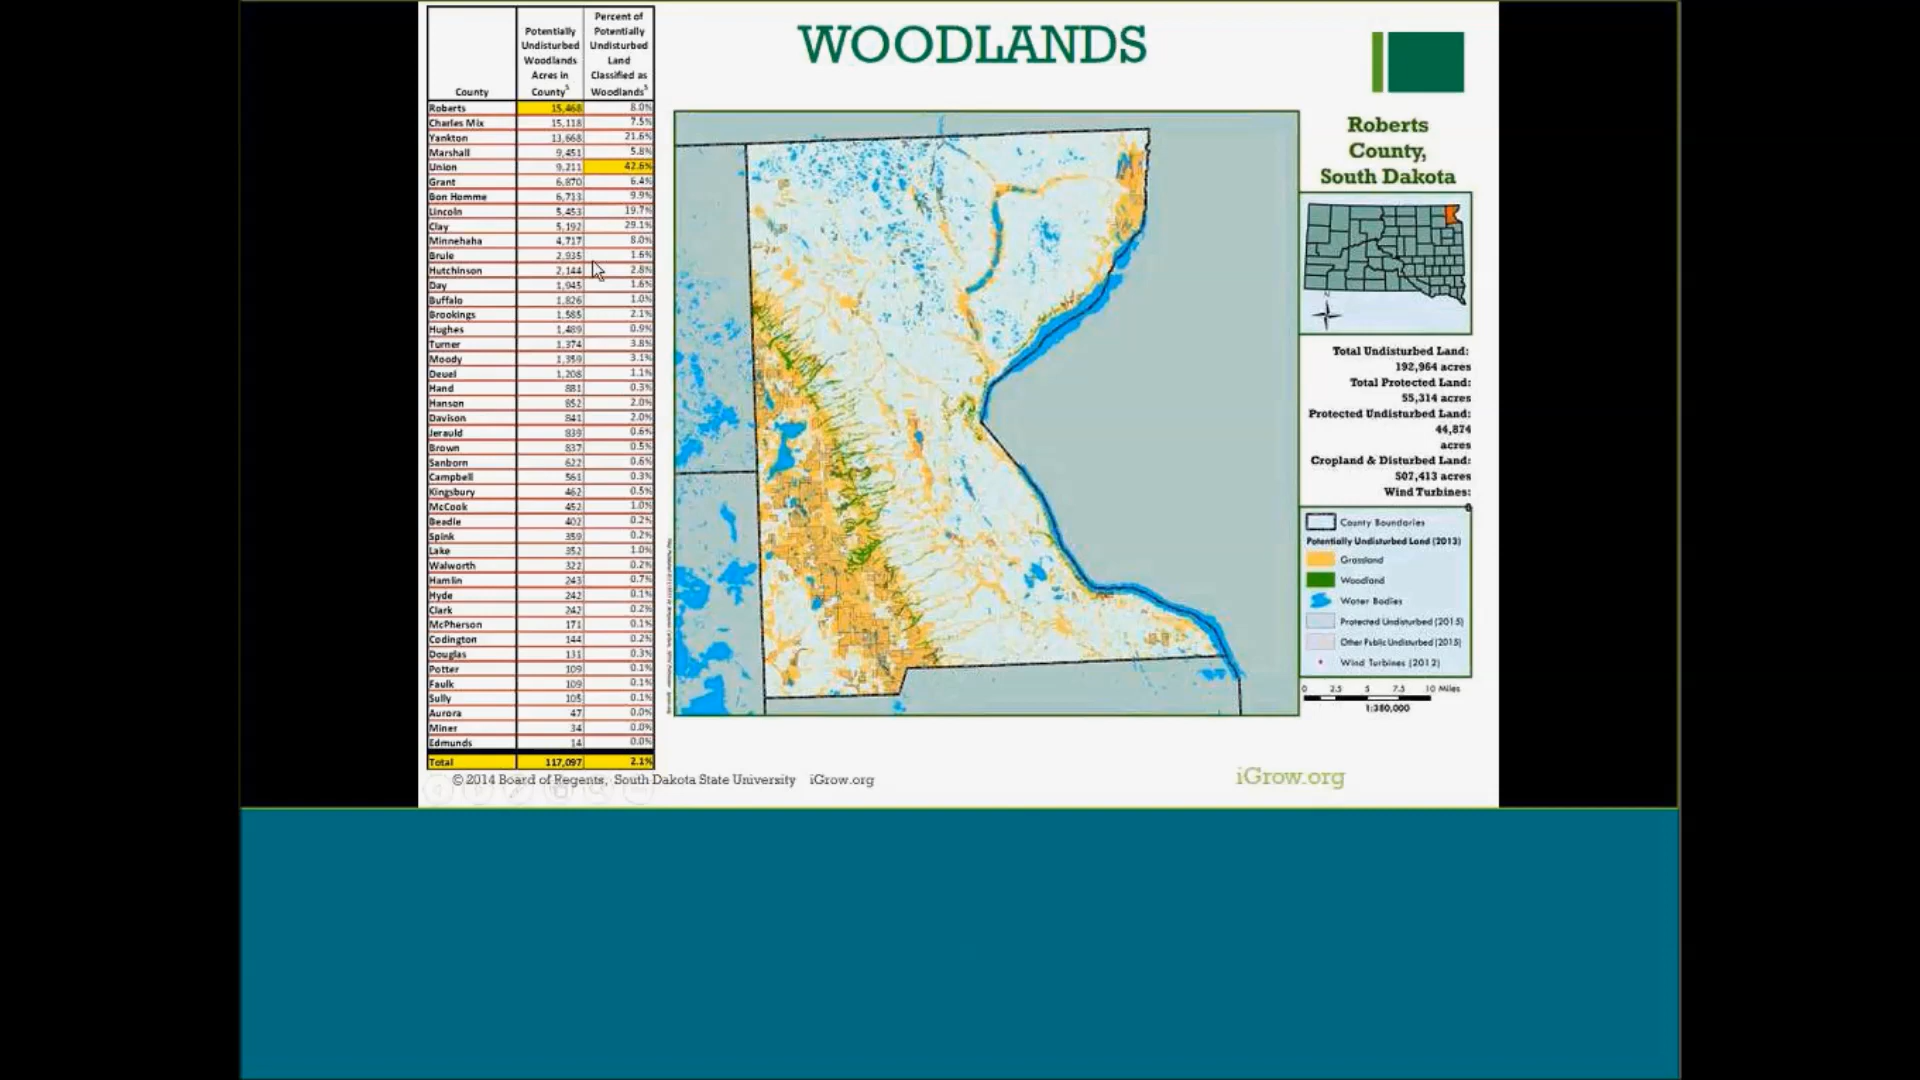 WOODLANDS
County
Potentially
Undisturbed
Woodlands
Acres in
County⁵
Percent of
Potentially
Undisturbed
Land
Classified as
Woodlands⁵
Roberts 15,468 8.0%
Charles Mix 15,118 7.5%
Yankton 13,668 21.6%
Marshall 9,451 5.8%
Union 9,211 42.6%
Grant 6,870 6.4%
Bon Homme 6,713 9.9%
Lincoln 5,453 19.7%
Clay 5,192 29.1%
Minnehaha 4,717 8.0%
Brule 2,935 1.6%
Hutchinson 2,144 2.8%
Day 1,945 1.6%
Buffalo 1,826 1.0%
Brookings 1,585 2.1%
Hughes 1,489 0.9%
Turner 1,374 3.8%
Moody 1,359 3.1%
Deuel 1,208 1.1%
Hand 881 0.3%
Hanson 852 2.0%
Davison 841 2.0%
Jerauld 839 0.6%
Brown 837 0.5%
Sanborn 622 0.6%
Campbell 561 0.3%
Kingsbury 462 0.5%
McCook 452 1.0%
Beadle 402 0.2%
Spink 359 0.2%
Lake 352 1.0%
Walworth 322 0.2%
Hamlin 243 0.7%
Hyde 242 0.1%
Clark 242 0.2%
McPherson 171 0.1%
Codington 144 0.2%
Douglas 131 0.3%
Potter 109 0.1%
Faulk 109 0.1%
Sully 105 0.1%
Aurora 47 0.0%
Miner 34 0.0%
Edmunds 14 0.0%
Total 117,097 2.1%
Roberts
County,
South Dakota
N
Total Undisturbed Land:
192,964 acres
Total Protected Land:
55,314 acres
Protected Undisturbed Land:
44,874
acres
Cropland & Disturbed Land:
507,413 acres
Wind Turbines:
0
County Boundaries
Potentially Undisturbed Land (2013)
Grassland
Woodland
Water Bodies
Protected Undisturbed (2015)
Other Public Undisturbed (2015)
Wind Turbines (2012)
0 2.5 5 7.5 10 Miles
1:380,000
© 2014 Board of Regents, South Dakota State University iGrow.org
iGrow.org